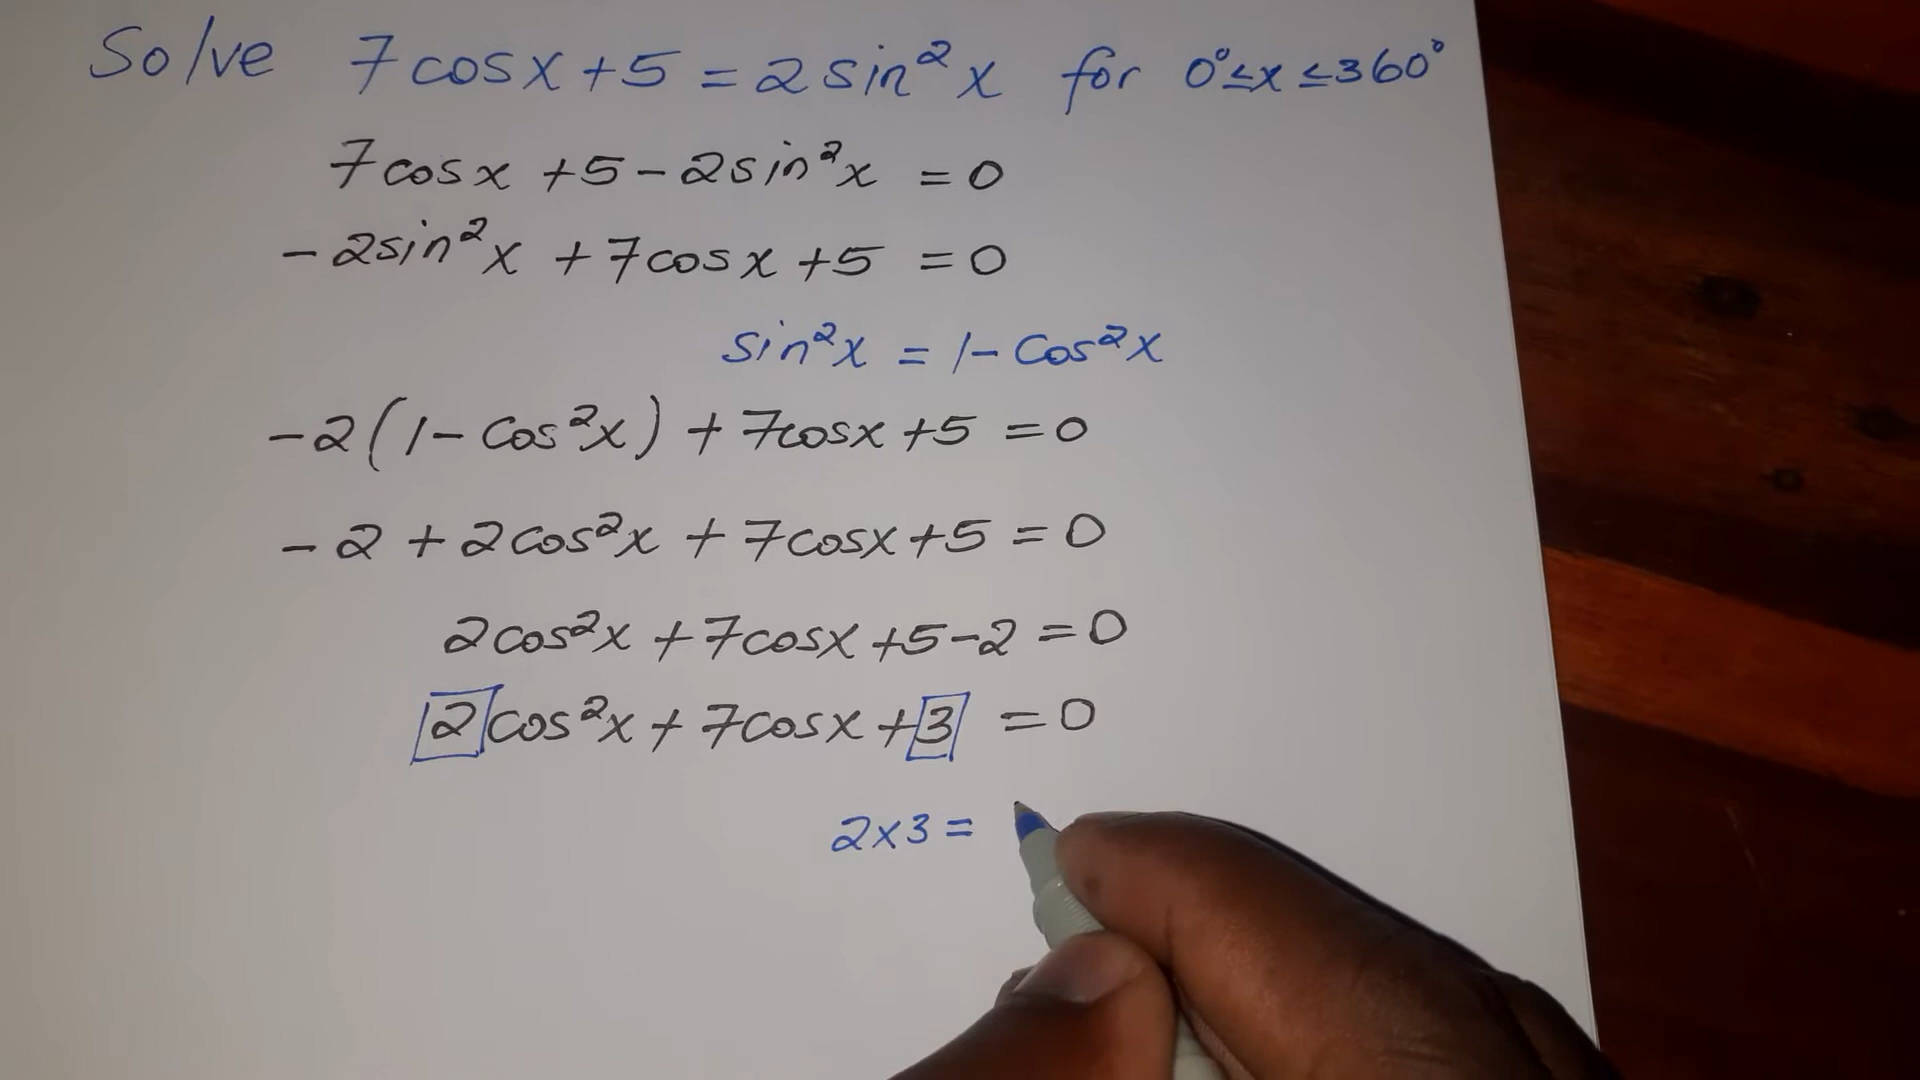 Solve 7cosx+5=2sin²x for 0°≤x≤360°
7cosx+5-2sin²x=0
-2sin²x+7cosx+5=0
sin²x=1-Cos²x
-2(1-Cos²x)+7cosx+5=0
-2+2cos²x+7cosx+5=0
2cos²x+7cosx+5-2=0
2cos²x+7cosx+3=0
2x3=